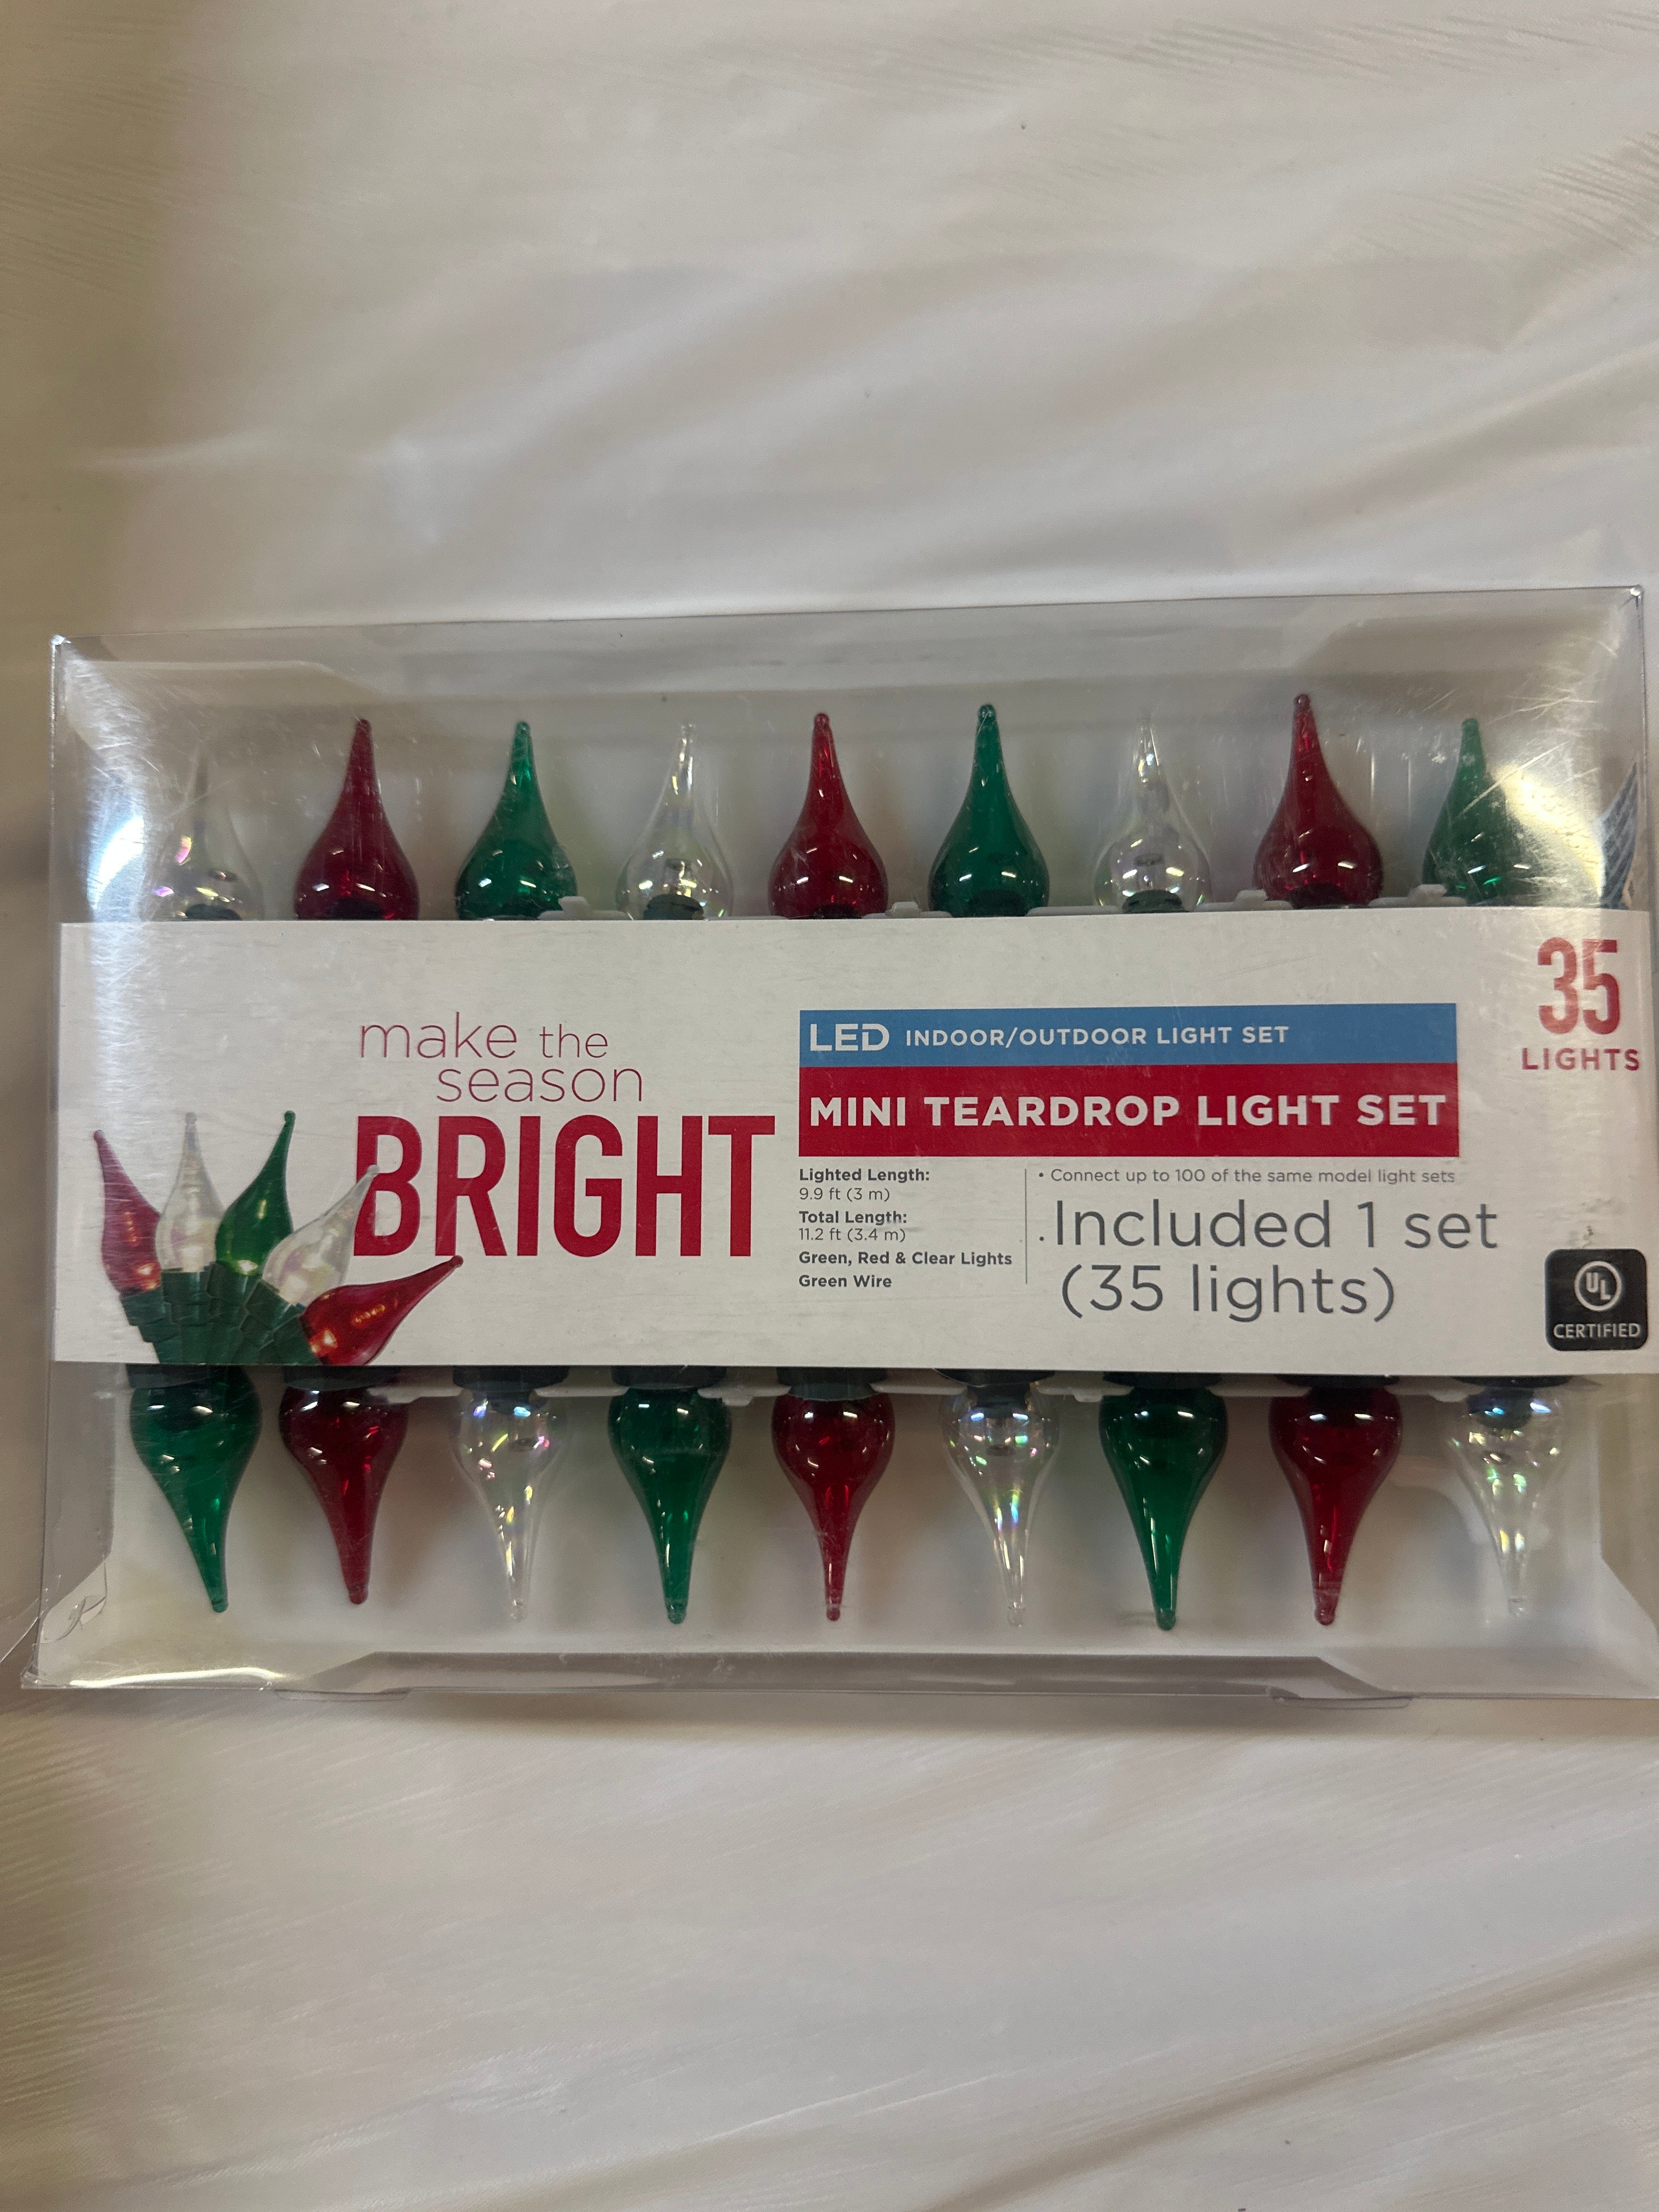 make the
season
BRIGHT
LED INDOOR/OUTDOOR LIGHT SET
MINI TEARDROP LIGHT SET
Lighted Length:
9.9 ft (3 m)
Total Length:
11.2 ft (3.4 m)
Green, Red & Clear Lights
Green Wire
• Connect up to 100 of the same model light sets
. Included 1 set
(35 lights)
35
LIGHTS
UL
CERTIFIED